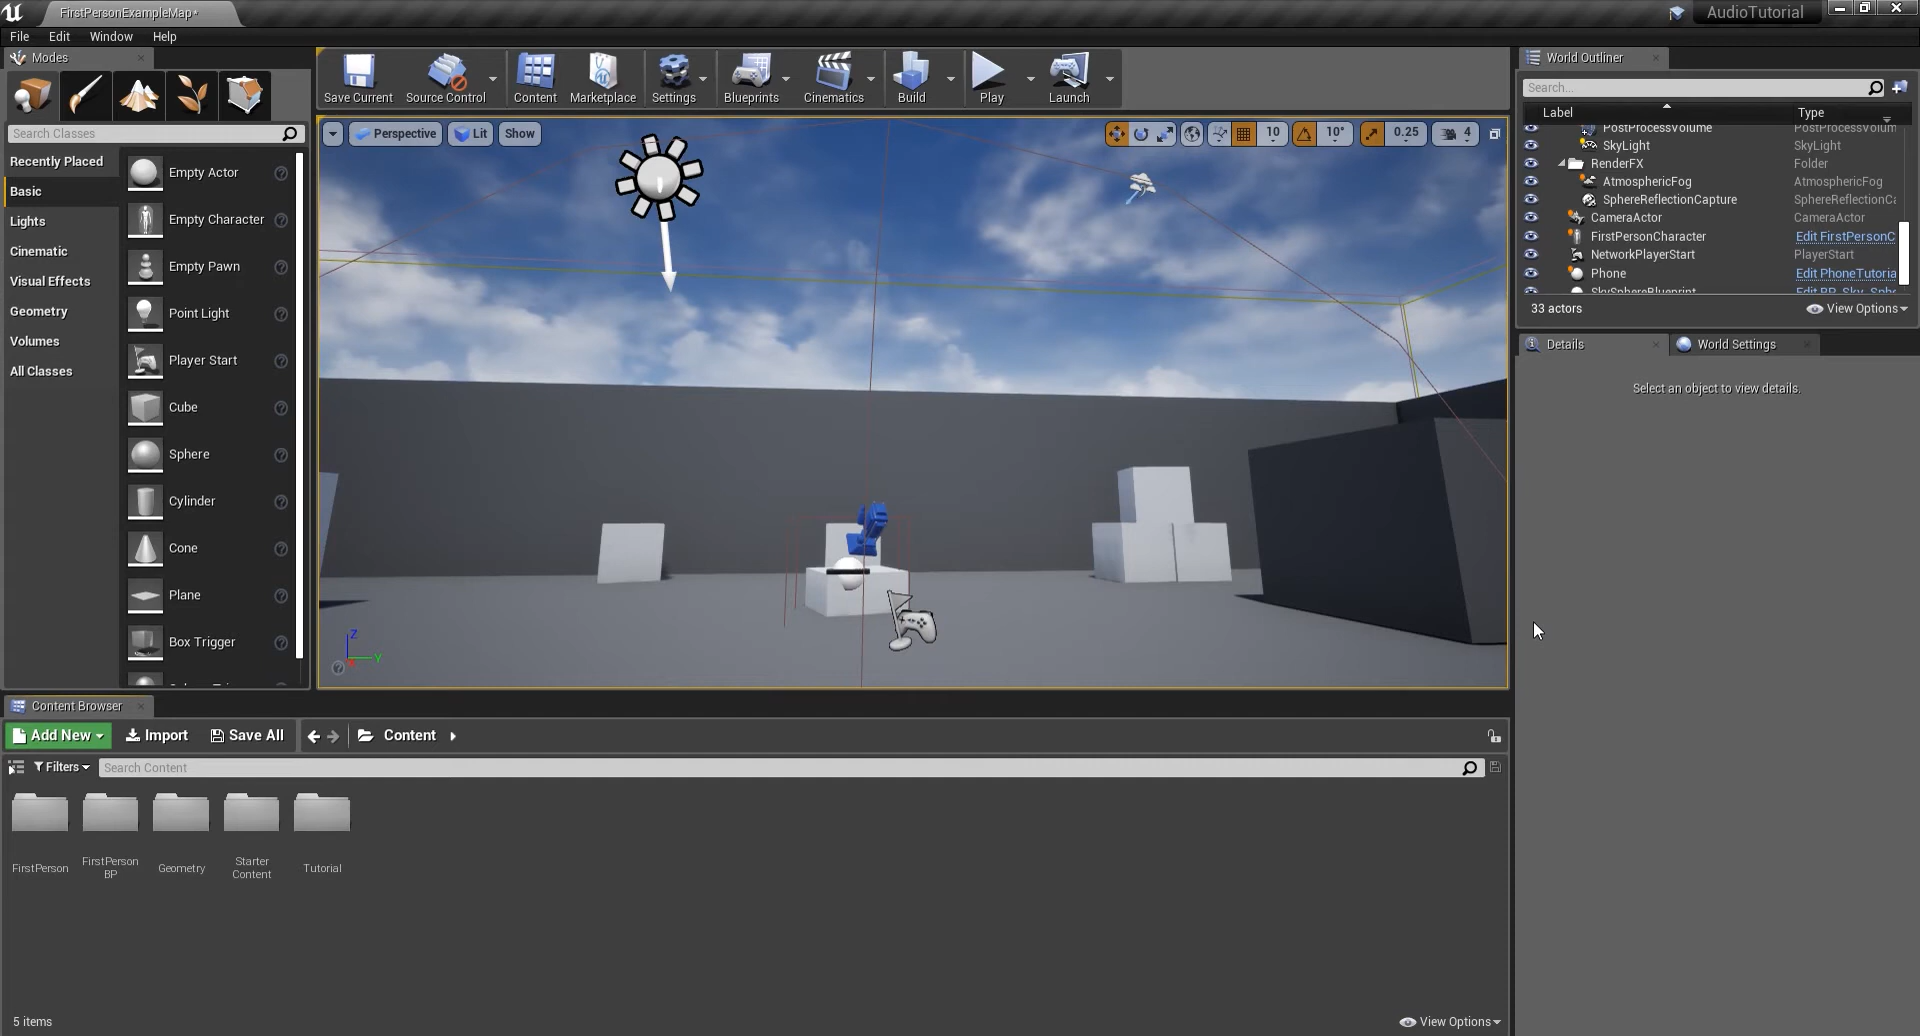 FirstPersonExampleMap*
AudioTutorial
File Edit Window Help
Modes
Save Current
Source Control
Content
Marketplace
Settings
Blueprints
Cinematics
Build
Play
Launch
Search Classes
Recently Placed
Basic
Lights
Cinematic
Visual Effects
Geometry
Volumes
All Classes
Empty Actor
Empty Character
Empty Pawn
Point Light
Player Start
Cube
Sphere
Cylinder
Cone
Plane
Box Trigger
Perspective
Lit
Show
10
10°
0.25
4
Z
Y
World Outliner
Search...
Label Type
PostProcessVolume PostProcessVolum
SkyLight SkyLight
RenderFX Folder
AtmosphericFog AtmosphericFog
SphereReflectionCapture SphereReflectionCa
CameraActor CameraActor
FirstPersonCharacter Edit FirstPersonC
NetworkPlayerStart PlayerStart
Phone Edit PhoneTutoria
SkySphereBlueprint Edit BP_Sky_Sphe
33 actors
View Options
Details
World Settings
Select an object to view details.
Content Browser
Add New
Import
Save All
Content
Filters
Search Content
FirstPerson
FirstPerson
BP
Geometry
Starter
Content
Tutorial
5 items
View Options